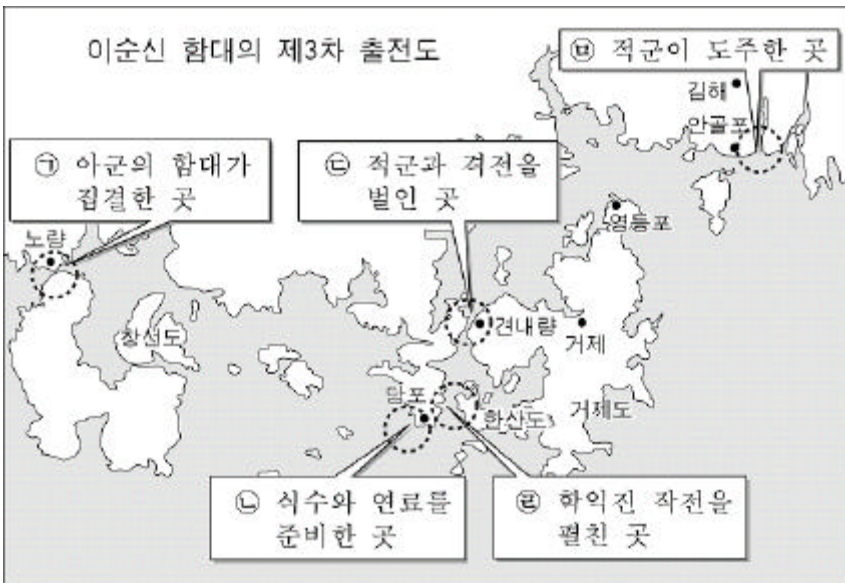 이순신 함대의 제3차 출전도
㉤ 적군이 도주한 곳
김해
안골포
㉠ 아군의 함대가
집결한 곳
㉢ 적군과 격전을
벌인 곳
노량
영등포
창선도
견내량
거제
당포
한산도
거제도
㉡ 식수와 연료를
준비한 곳
㉣ 학익진 작전을
펼친 곳